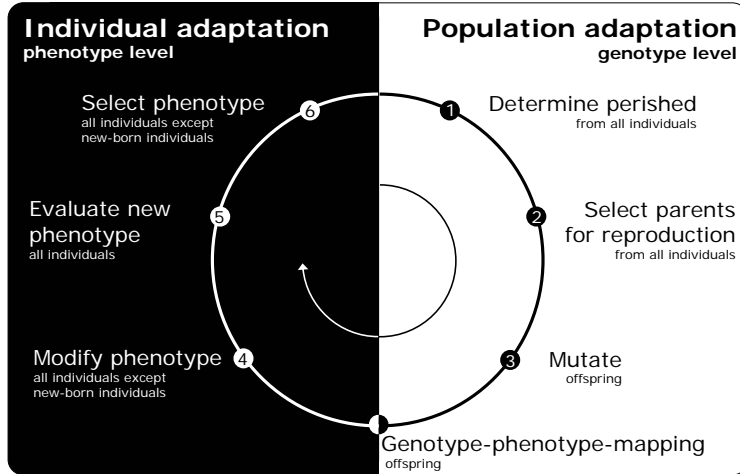 Individual adaptation
phenotype level
Population adaptation
genotype level
1
Determine perished
from all individuals
2
Select parents
for reproduction
from all individuals
3
Mutate
offspring
Genotype-phenotype-mapping
offspring
4
Modify phenotype
all individuals except
new-born individuals
5
Evaluate new
phenotype
all individuals
6
Select phenotype
all individuals except
new-born individuals